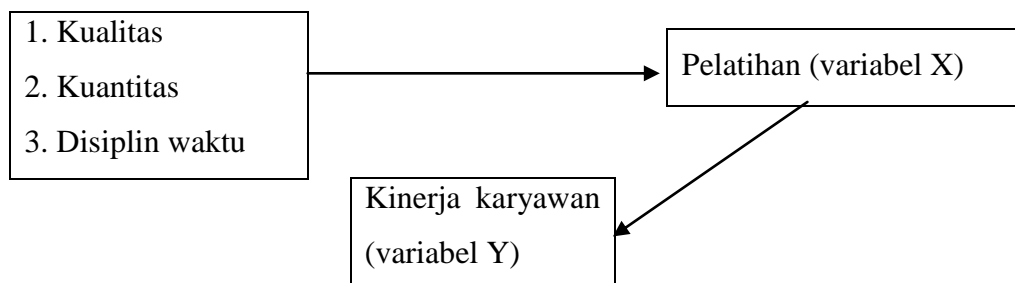 1. Kualitas
2. Kuantitas
3. Disiplin waktu
Pelatihan (variabel X)
Kinerja karyawan
(variabel Y)